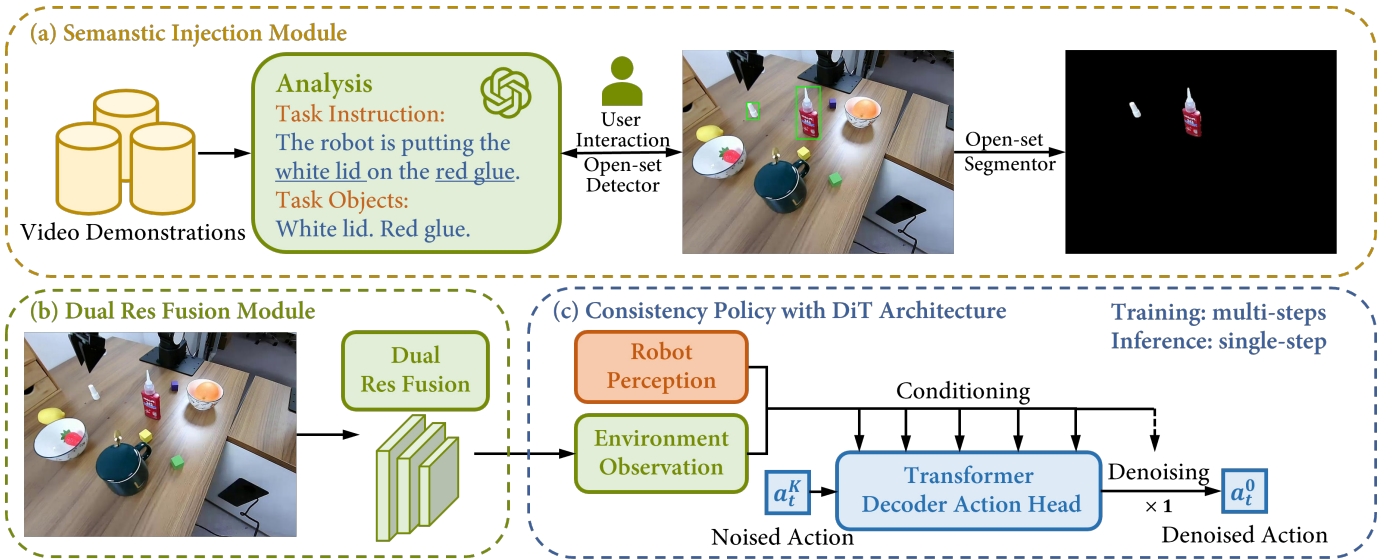 (a) Semanstic Injection Module
Video Demonstrations
Analysis
Task Instruction:
The robot is putting the
white lid on the red glue.
Task Objects:
White lid. Red glue.
User
Interaction
Open-set
Detector
Open-set
Segmentor
(b) Dual Res Fusion Module
Dual
Res Fusion
(c) Consistency Policy with DiT Architecture
Training: multi-steps
Inference: single-step
Robot
Perception
Environment
Observation
Conditioning
a_t^K
Noised Action
Transformer
Decoder Action Head
Denoising
× 1
a_t^0
Denoised Action